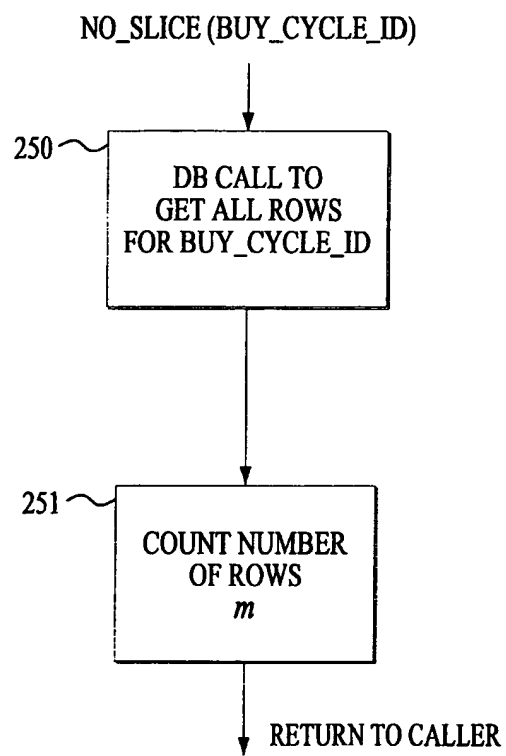 NO_SLICE (BUY_CYCLE_ID)
250
DB CALL TO
GET ALL ROWS
FOR BUY_CYCLE_ID
251
COUNT NUMBER
OF ROWS
m
RETURN TO CALLER